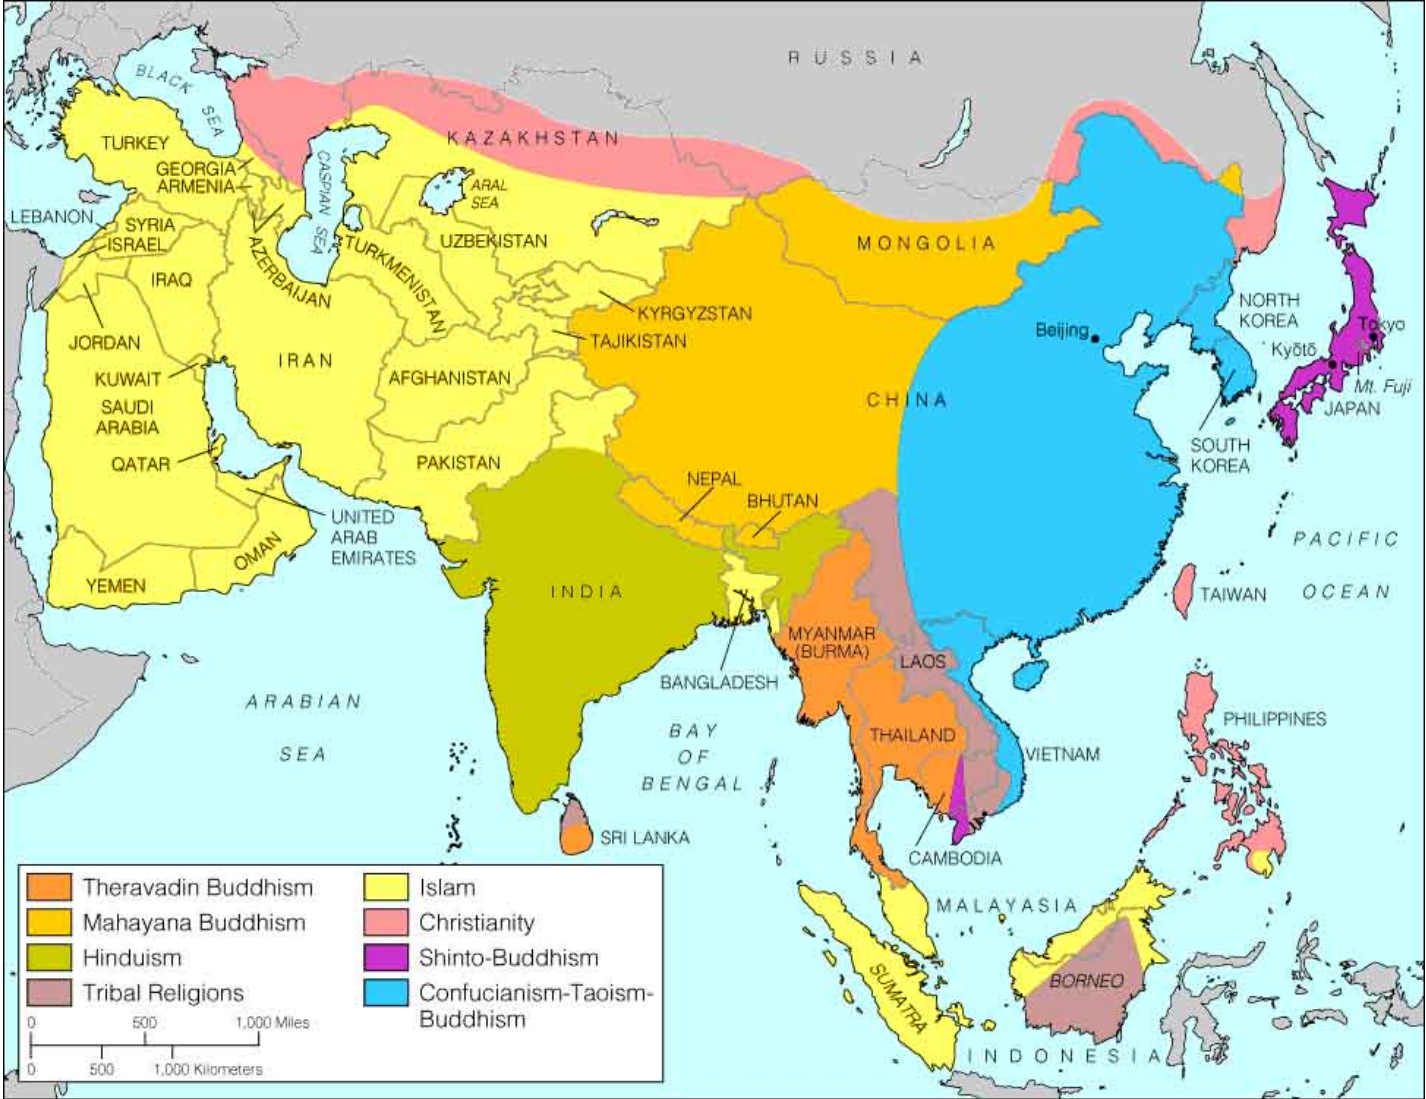 RUSSIA
BLACK
SEA
KAZAKHSTAN
TURKEY
GEORGIA
ARMENIA
CASPIAN SEA
ARAL
SEA
LEBANON
SYRIA
ISRAEL
UZBEKISTAN
MONGOLIA
AZERBAIJAN
TURKMENISTAN
IRAQ
KYRGYZSTAN
NORTH
KOREA
JORDAN
TAJIKISTAN
Beijing
Tokyo
Kyōtō
IRAN
KUWAIT
AFGHANISTAN
Mt. Fuji
JAPAN
SAUDI
ARABIA
CHINA
SOUTH
KOREA
QATAR
PAKISTAN
NEPAL
BHUTAN
UNITED
ARAB
EMIRATES
OMAN
PACIFIC
OCEAN
YEMEN
INDIA
TAIWAN
MYANMAR
(BURMA)
LAOS
BANGLADESH
ARABIAN
SEA
BAY
OF
BENGAL
THAILAND
VIETNAM
PHILIPPINES
SRI LANKA
CAMBODIA
MALAYASIA
SUMATRA
BORNEO
INDONESIA
Theravadin Buddhism
Mahayana Buddhism
Hinduism
Tribal Religions
Islam
Christianity
Shinto-Buddhism
Confucianism-Taoism-
Buddhism
0 500 1,000 Miles
0 500 1,000 Kilometers